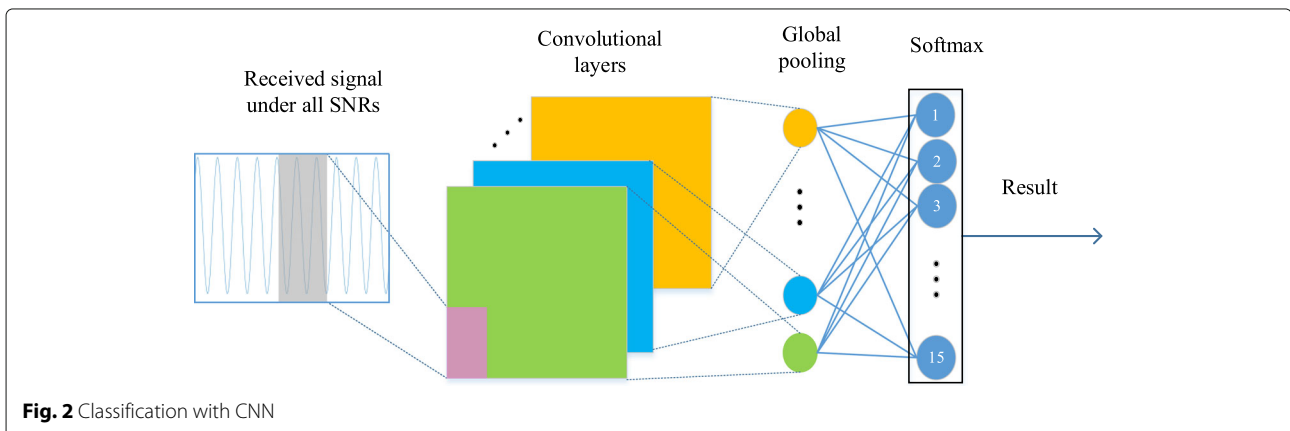 Received signal
under all SNRs
Convolutional
layers
Global
pooling
Softmax
1
2
3
15
Result
Fig. 2 Classification with CNN